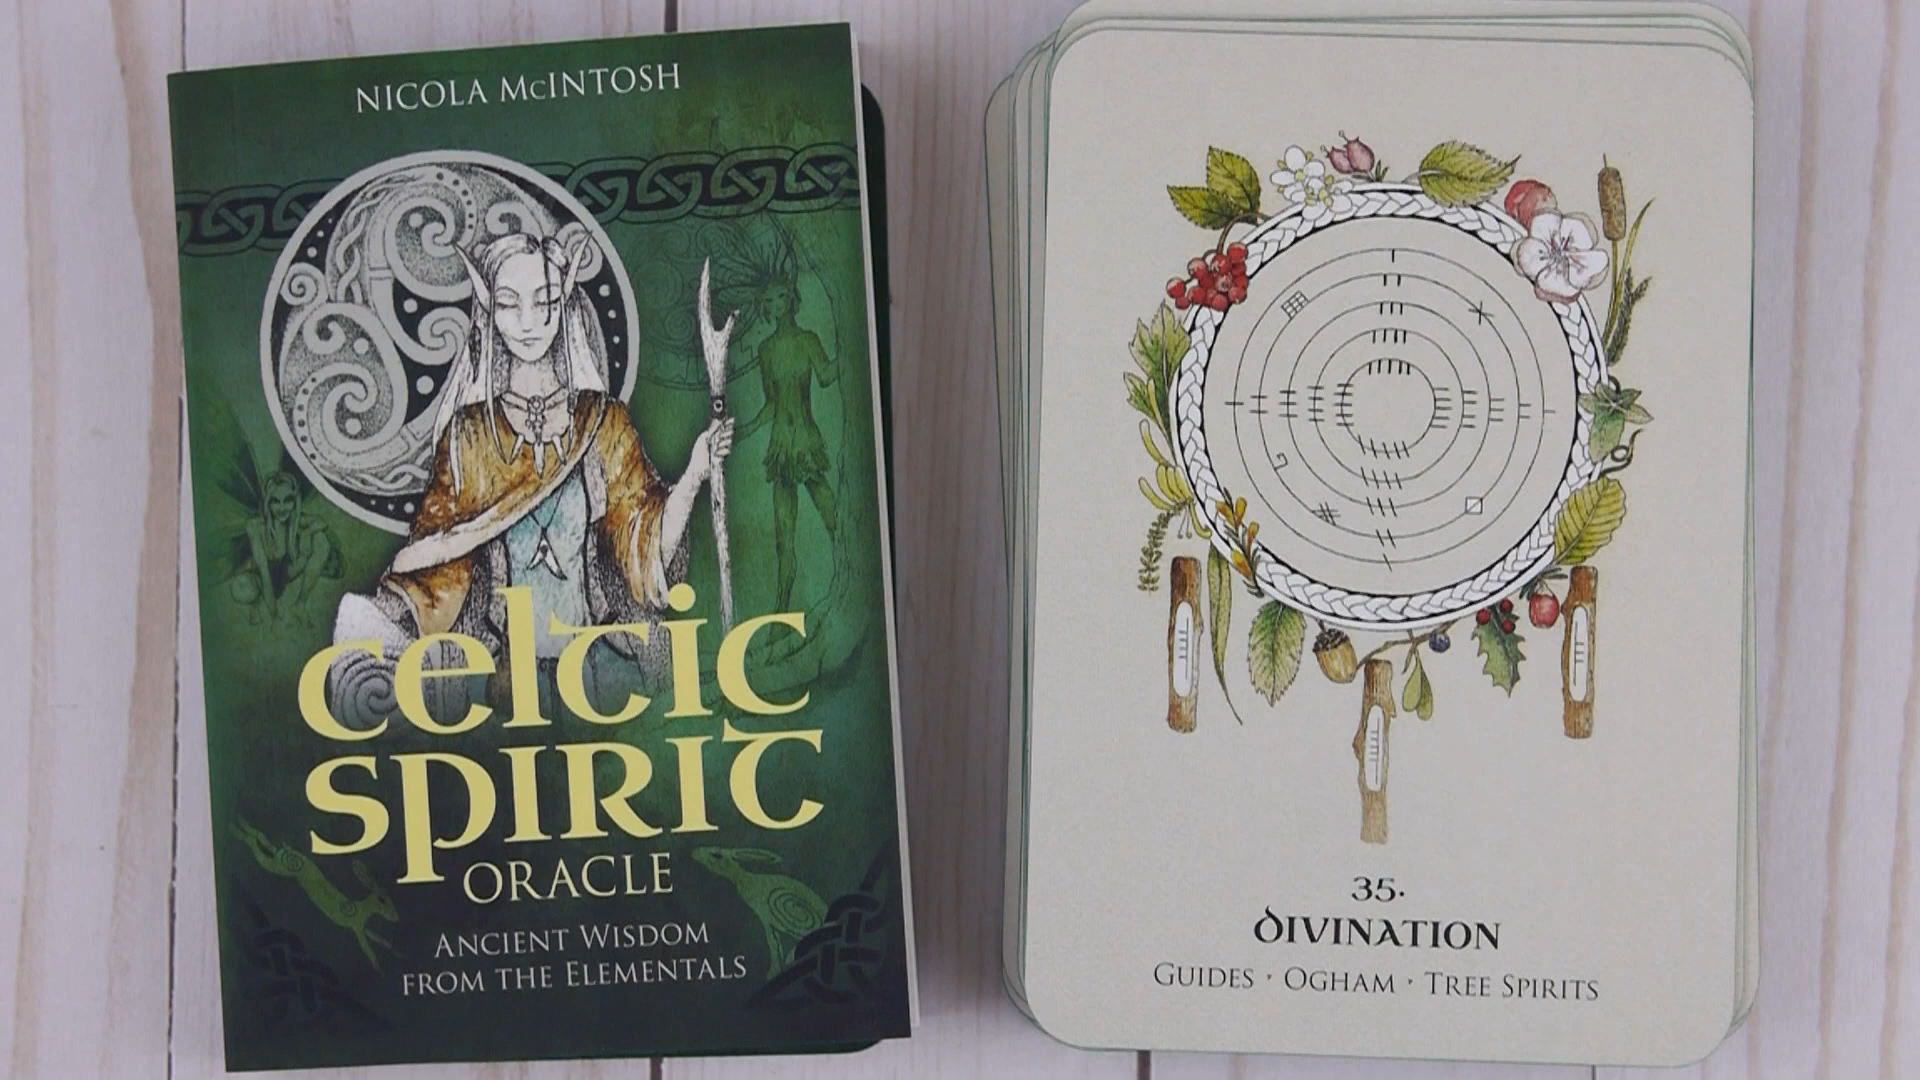 NICOLA McINTOSH
celtic
spirit
ORACLE
ANCIENT WISDOM
FROM THE ELEMENTALS
35.
DIVINATION
GUIDES • OGHAM • TREE SPIRITS